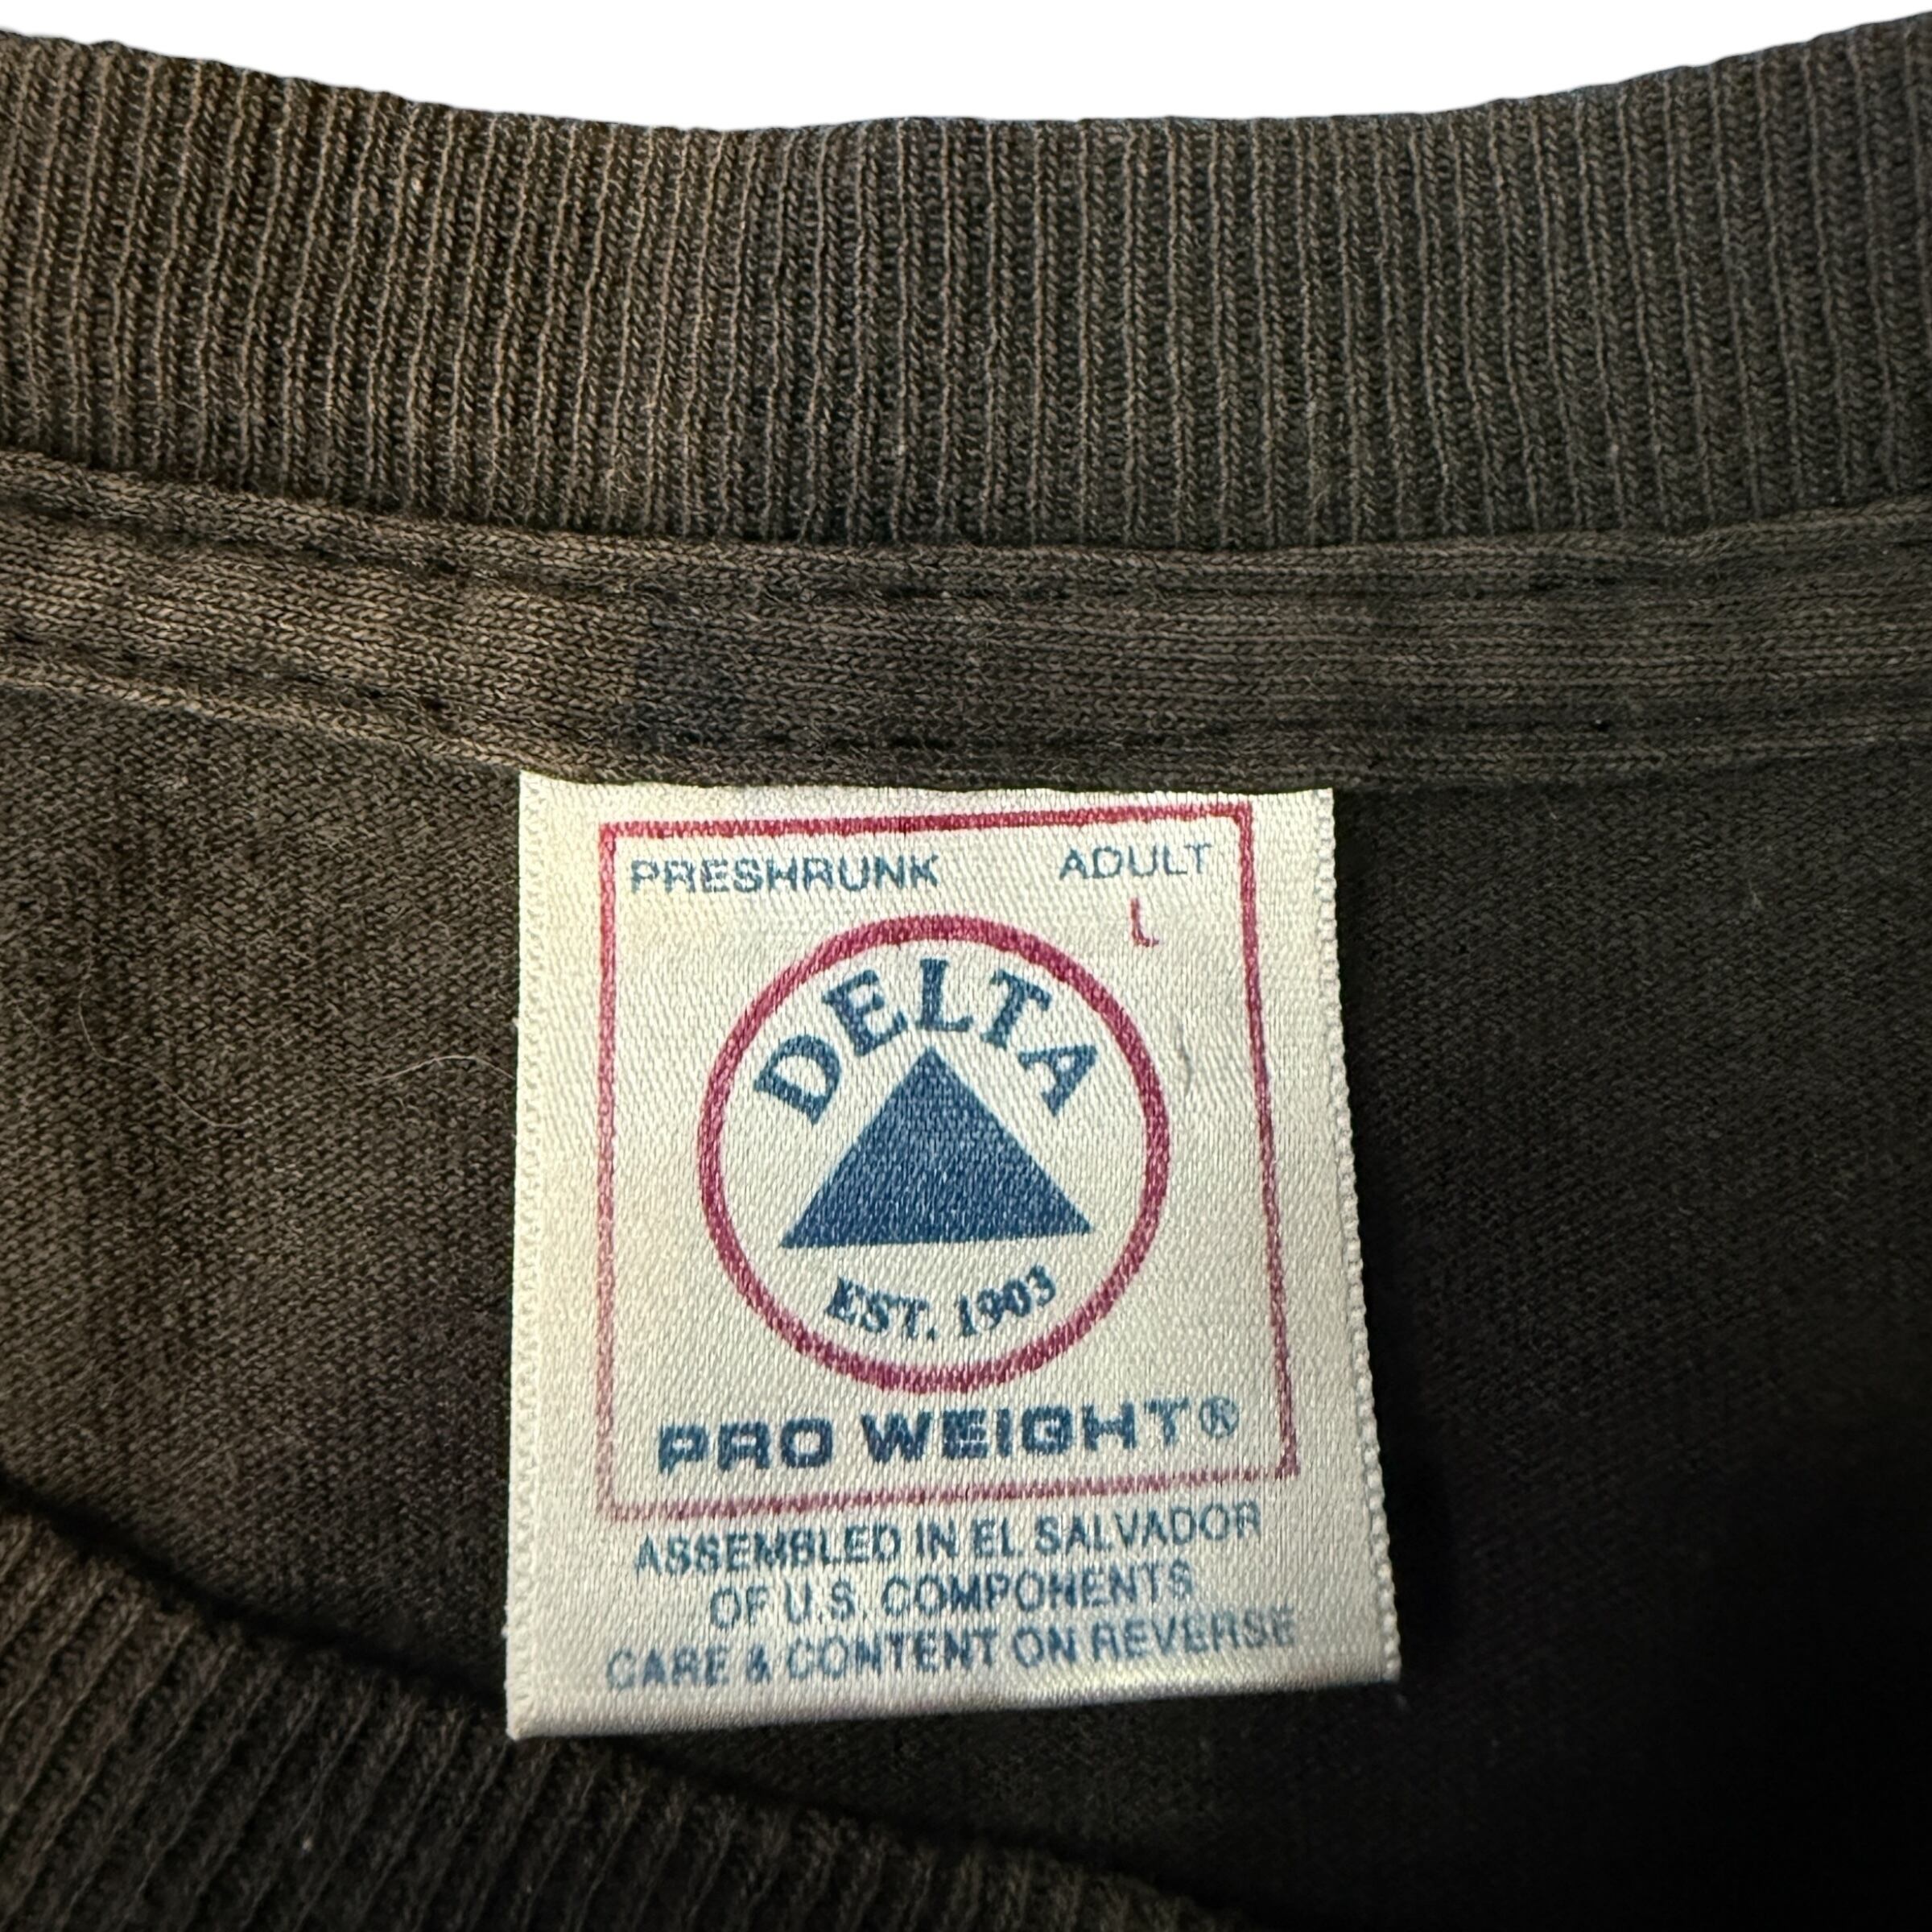 PRESHRUNK ADULT
L
DELTA
EST. 1903
PRO WEIGHT®
ASSEMBLED IN EL SALVADOR
OF U.S. COMPONENTS
CARE & CONTENT ON REVERSE